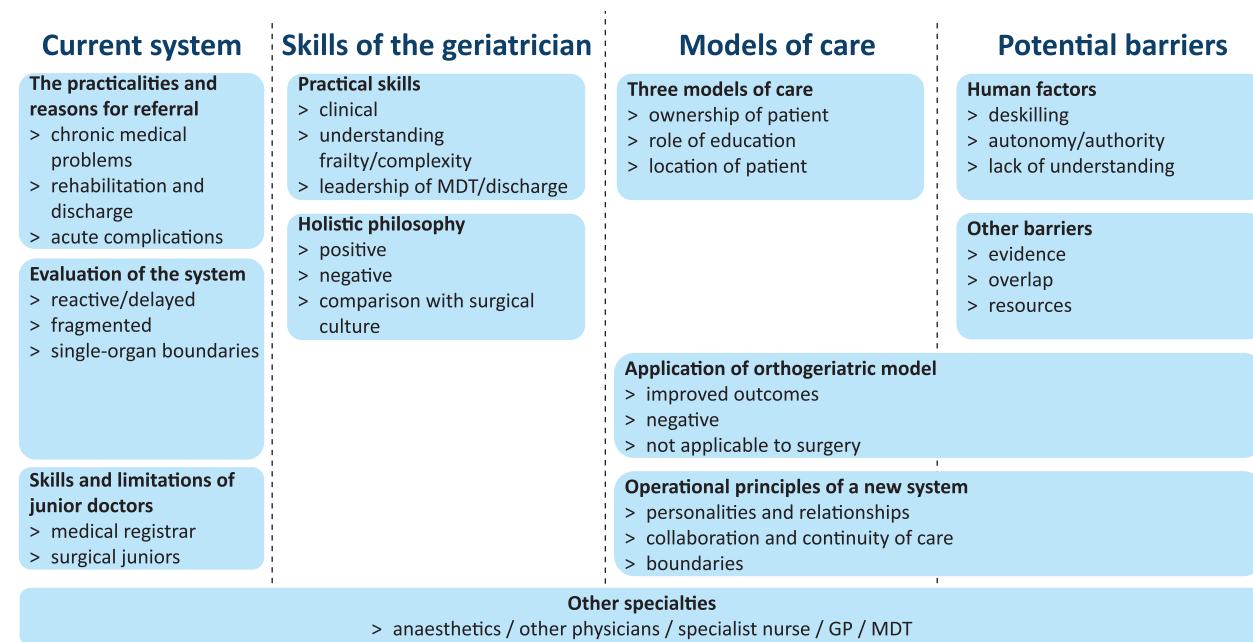 Current system
The practicalities and
reasons for referral
> chronic medical
problems
> rehabilitation and
discharge
> acute complications
Evaluation of the system
> reactive/delayed
> fragmented
> single-organ boundaries
Skills and limitations of
junior doctors
> medical registrar
> surgical juniors
Skills of the geriatrician
Practical skills
> clinical
> understanding
frailty/complexity
> leadership of MDT/discharge
Holistic philosophy
> positive
> negative
> comparison with surgical
culture
Models of care
Three models of care
> ownership of patient
> role of education
> location of patient
Potential barriers
Human factors
> deskilling
> autonomy/authority
> lack of understanding
Other barriers
> evidence
> overlap
> resources
Application of orthogeriatric model
> improved outcomes
> negative
> not applicable to surgery
Operational principles of a new system
> personalities and relationships
> collaboration and continuity of care
> boundaries
Other specialties
> anaesthetics / other physicians / specialist nurse / GP / MDT